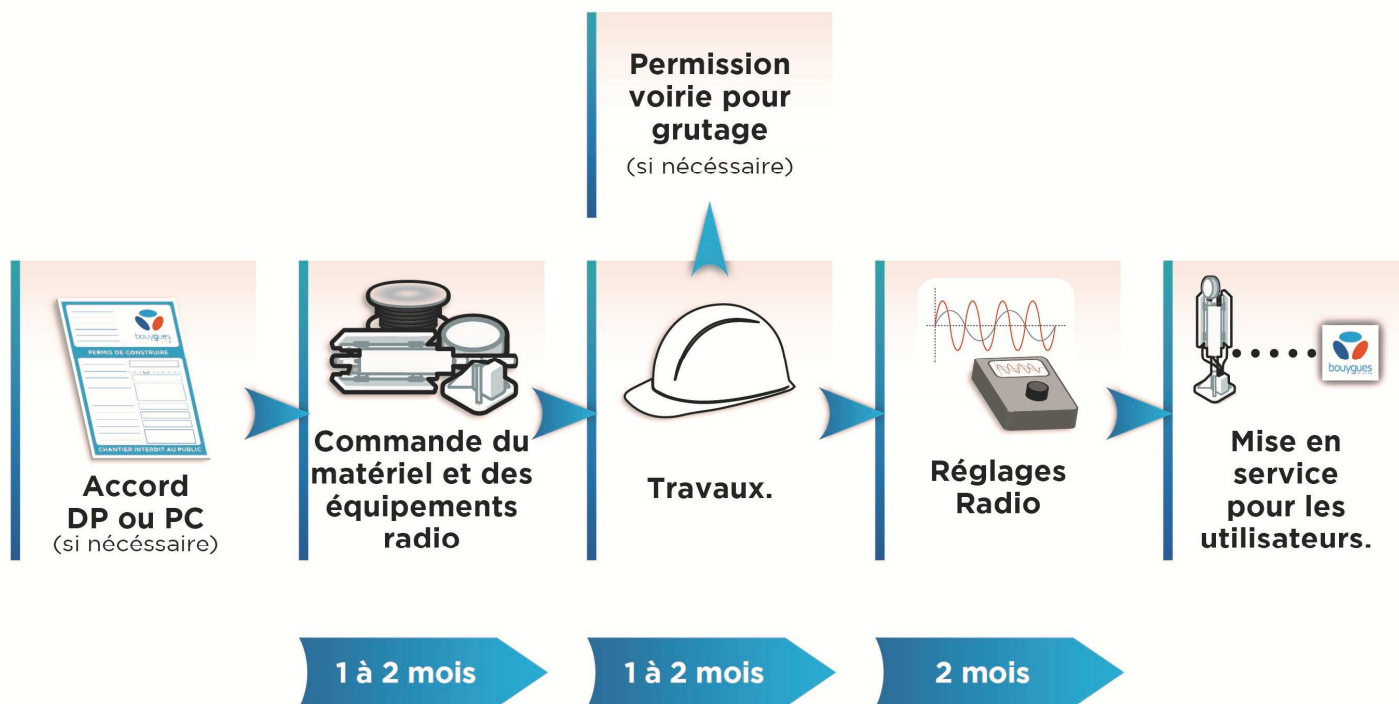 Permission
voirie pour
grutage
(si nécéssaire)
bouygues
PERMIS DE CONSTRUIRE
CHANTIER INTERDIT AU PUBLIC
Accord
DP ou PC
(si nécéssaire)
Commande du
matériel et des
équipements
radio
Travaux.
Réglages
Radio
bouygues
Mise en
service
pour les
utilisateurs.
1 à 2 mois
1 à 2 mois
2 mois